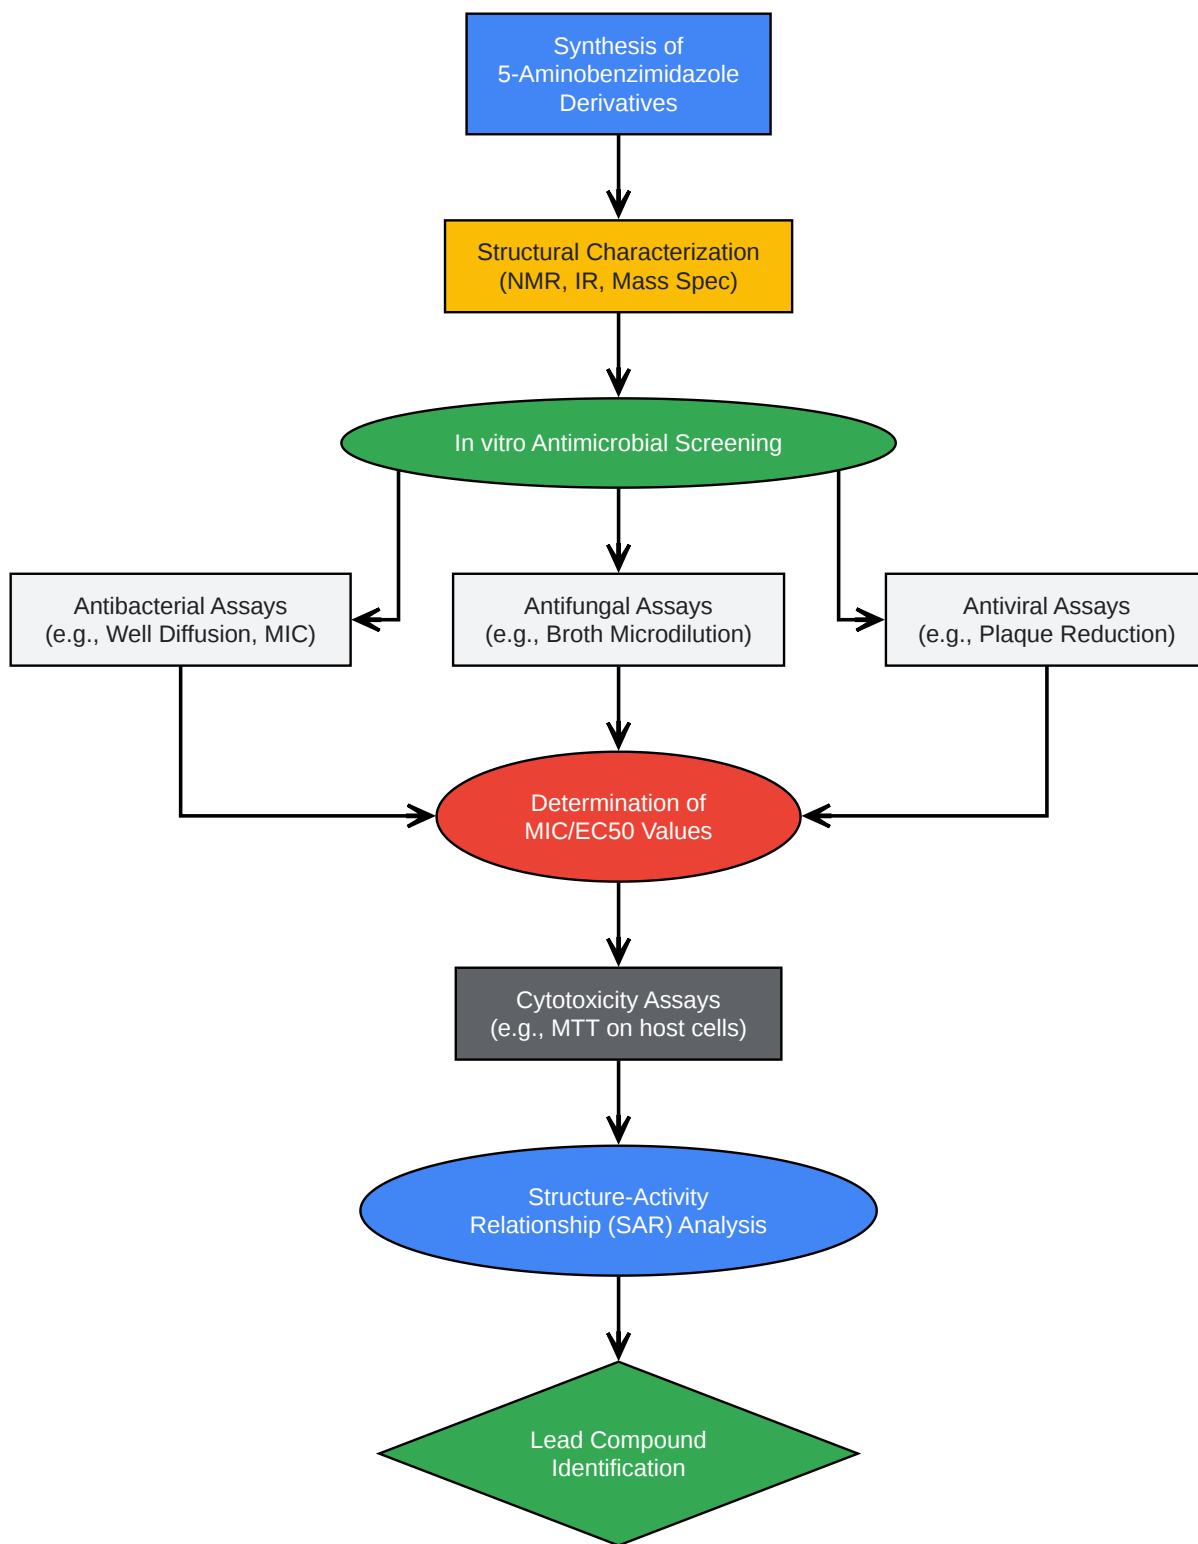 Synthesis of
5-Aminobenzimidazole
Derivatives
Structural Characterization
(NMR, IR, Mass Spec)
In vitro Antimicrobial Screening
Antibacterial Assays
(e.g., Well Diffusion, MIC)
Antifungal Assays
(e.g., Broth Microdilution)
Antiviral Assays
(e.g., Plaque Reduction)
Determination of
MIC/EC50 Values
Cytotoxicity Assays
(e.g., MTT on host cells)
Structure-Activity
Relationship (SAR) Analysis
Lead Compound
Identification